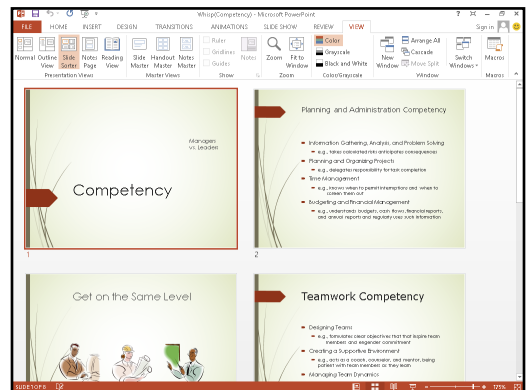 Whisp(Competency) - Microsoft PowerPoint
FILE HOME INSERT DESIGN TRANSITIONS ANIMATIONS SLIDE SHOW REVIEW VIEW Sign in
Normal Outline View Slide Sorter Notes Page Reading View
Presentation Views
Slide Master Handout Master Notes Master
Master Views
Ruler
Gridlines
Guides
Show
Notes
Zoom Fit to Window
Zoom
Color
Grayscale
Black and White
Color/Grayscale
New Window
Arrange All
Cascade
Move Split
Switch Windows
Window
Macros
Macros
Managers
vs. Leaders
Competency
1
Planning and Administration Competency
Information Gathering, Analysis, and Problem Solving
e.g., takes calculated risks anticipates consequences
Planning and Organizing Projects
e.g., delegates responsibility for task completion
Time Management
e.g., knows when to permit interruptions and when to
screen them out
Budgeting and Financial Management
e.g., understands budgets, cash flows, financial reports,
and annual reports and regularly uses such information
2
Get on the Same Level
Teamwork Competency
Designing Teams
e.g., formulates clear objectives that that inspire team
members and engender commitment
Creating a Supportive Environment
e.g., acts as a coach, counselor, and mentor, being
patient with team members as they learn
Managing Team Dynamics
SLIDE 1 OF 8
175%